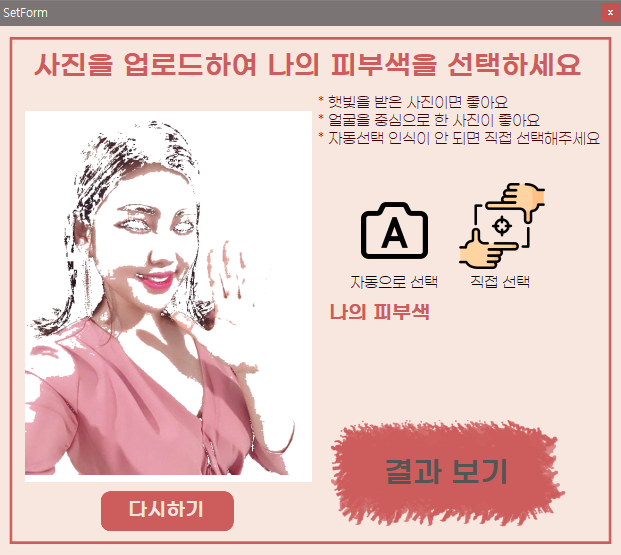 SetForm
x
사진을 업로드하여 나의 피부색을 선택하세요
* 햇빛을 받은 사진이면 좋아요
* 얼굴을 중심으로 한 사진이 좋아요
* 자동선택 인식이 안 되면 직접 선택해주세요
A
자동으로 선택
직접 선택
나의 피부색
결과 보기
다시하기